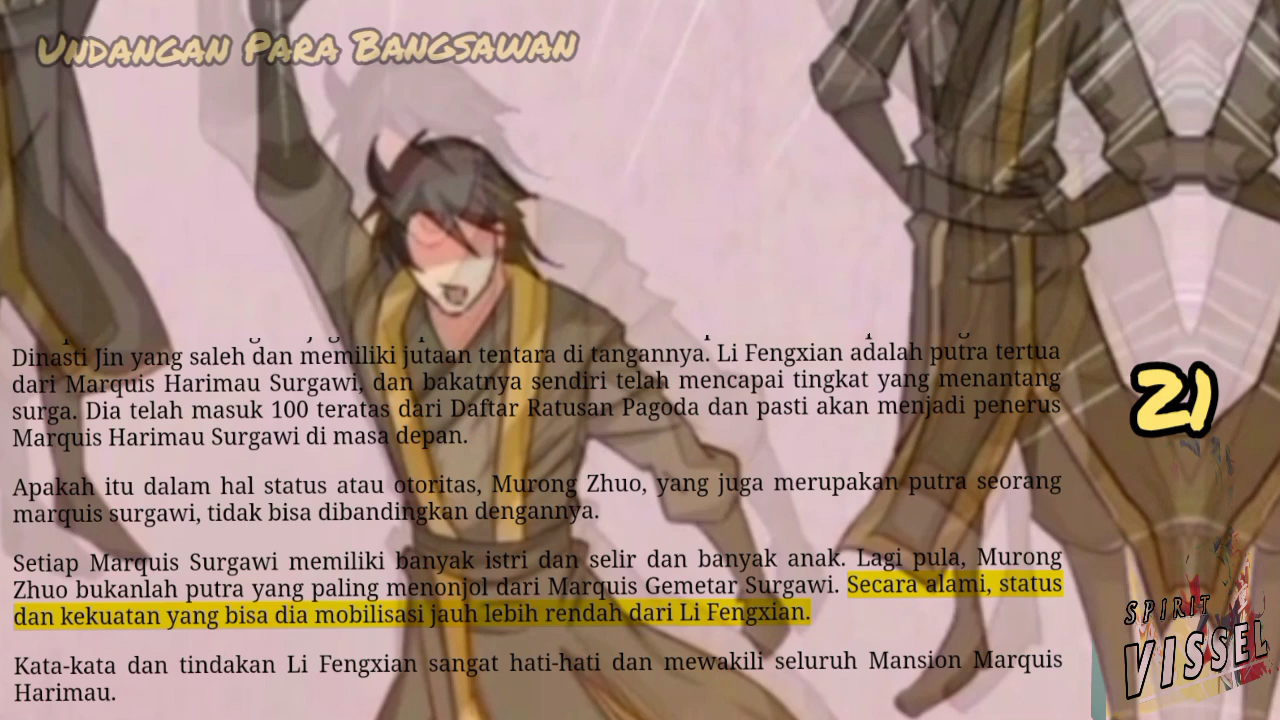 Undangan Para Bangsawan
Dinasti Jin yang saleh dan memiliki jutaan tentara di tangannya. Li Fengxian adalah putra tertua
dari Marquis Harimau Surgawi, dan bakatnya sendiri telah mencapai tingkat yang menantang
surga. Dia telah masuk 100 teratas dari Daftar Ratusan Pagoda dan pasti akan menjadi penerus
Marquis Harimau Surgawi di masa depan.
Apakah itu dalam hal status atau otoritas, Murong Zhuo, yang juga merupakan putra seorang
marquis surgawi, tidak bisa dibandingkan dengannya.
Setiap Marquis Surgawi memiliki banyak istri dan selir dan banyak anak. Lagi pula, Murong
Zhuo bukanlah putra yang paling menonjol dari Marquis Gemetar Surgawi. Secara alami, status
dan kekuatan yang bisa dia mobilisasi jauh lebih rendah dari Li Fengxian.
Kata-kata dan tindakan Li Fengxian sangat hati-hati dan mewakili seluruh Mansion Marquis
Harimau.
21
SPIRIT
VISSEL